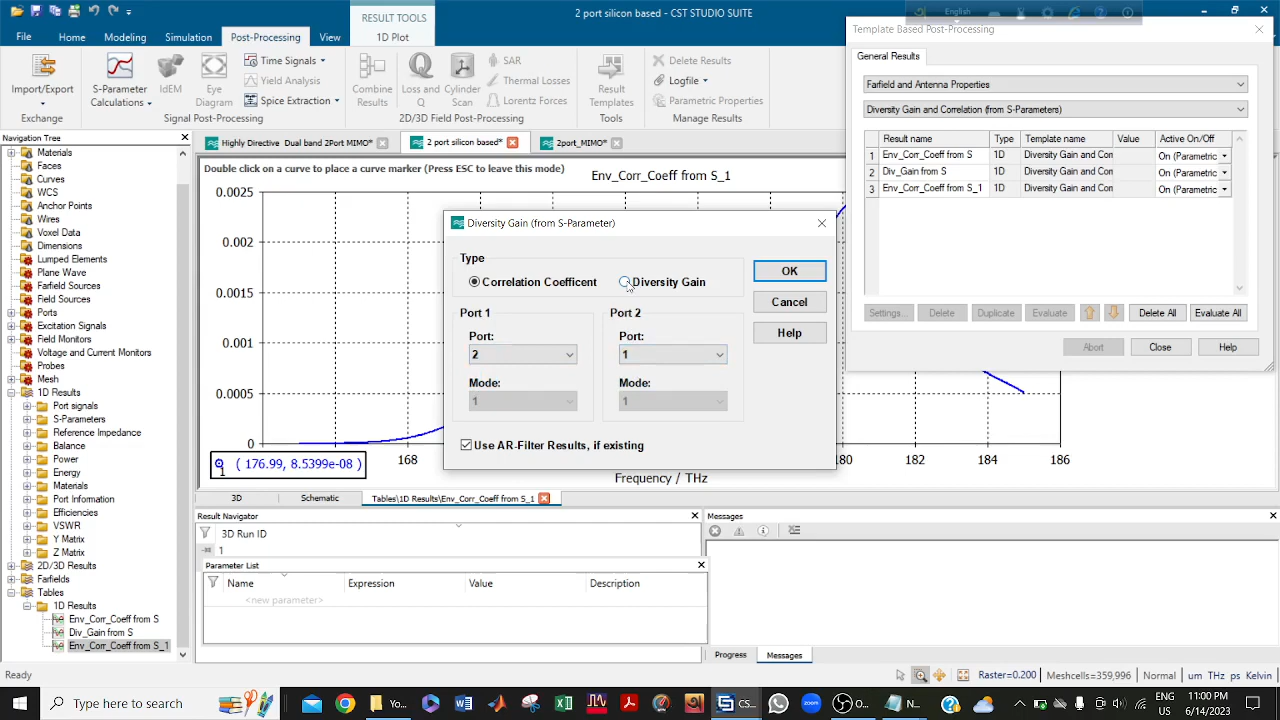 RESULT TOOLS
2 port silicon based - CST STUDIO SUITE
English
File
Home
Modeling
Simulation
Post-Processing
View
1D Plot
Import/Export
Exchange
S-Parameter Calculations
IdEM
Eye Diagram
Time Signals
Yield Analysis
Spice Extraction
Signal Post-Processing
Combine Results
Loss and Q
Cylinder Scan
SAR
Thermal Losses
Lorentz Forces
2D/3D Field Post-Processing
Result Templates
Tools
Delete Results
Logfile
Parametric Properties
Manage Results
Template Based Post-Processing
General Results
Farfield and Antenna Properties
Diversity Gain and Correlation (from S-Parameters)
Result name Type Template name Value Active On/Off
1 Env_Corr_Coeff from S 1D Diversity Gain and Con On (Parametric
2 Div_Gain from S 1D Diversity Gain and Con On (Parametric
3 Env_Corr_Coeff from S_1 1D Diversity Gain and Con On (Parametric
Settings... Delete Duplicate Evaluate Delete All Evaluate All
Abort Close Help
Navigation Tree
Materials
Faces
Curves
WCS
Anchor Points
Wires
Voxel Data
Dimensions
Lumped Elements
Plane Wave
Farfield Sources
Field Sources
Ports
Excitation Signals
Field Monitors
Voltage and Current Monitors
Probes
Mesh
1D Results
Port signals
S-Parameters
Reference Impedance
Balance
Power
Energy
Materials
Port Information
Efficiencies
VSWR
Y Matrix
Z Matrix
2D/3D Results
Farfields
Tables
1D Results
Env_Corr_Coeff from S
Div_Gain from S
Env_Corr_Coeff from S_1
Highly Directive Dual band 2Port MIMO*
2 port silicon based*
2port_MIMO*
Double click on a curve to place a curve marker (Press ESC to leave this mode)
Env_Corr_Coeff from S_1
0.0025
0.002
0.0015
0.001
0.0005
0
( 176.99, 8.5399e-08 )
168
180
182
184
186
Frequency / THz
Diversity Gain (from S-Parameter)
Type
Correlation Coefficent
Diversity Gain
OK
Cancel
Help
Port 1
Port:
2
Mode:
1
Port 2
Port:
1
Mode:
1
Use AR-Filter Results, if existing
3D
Schematic
Tables\1D Results\Env_Corr_Coeff from S_1
Result Navigator
3D Run ID
1
Parameter List
Name Expression Value Description
<new parameter>
Messages
Progress
Messages
Ready
Raster=0.200 Meshcells=359,996 Normal um THz ps Kelvin
Type here to search
Yo...
W...
CS...
O...
N...
ENG
11:00 PM
6/14/2023